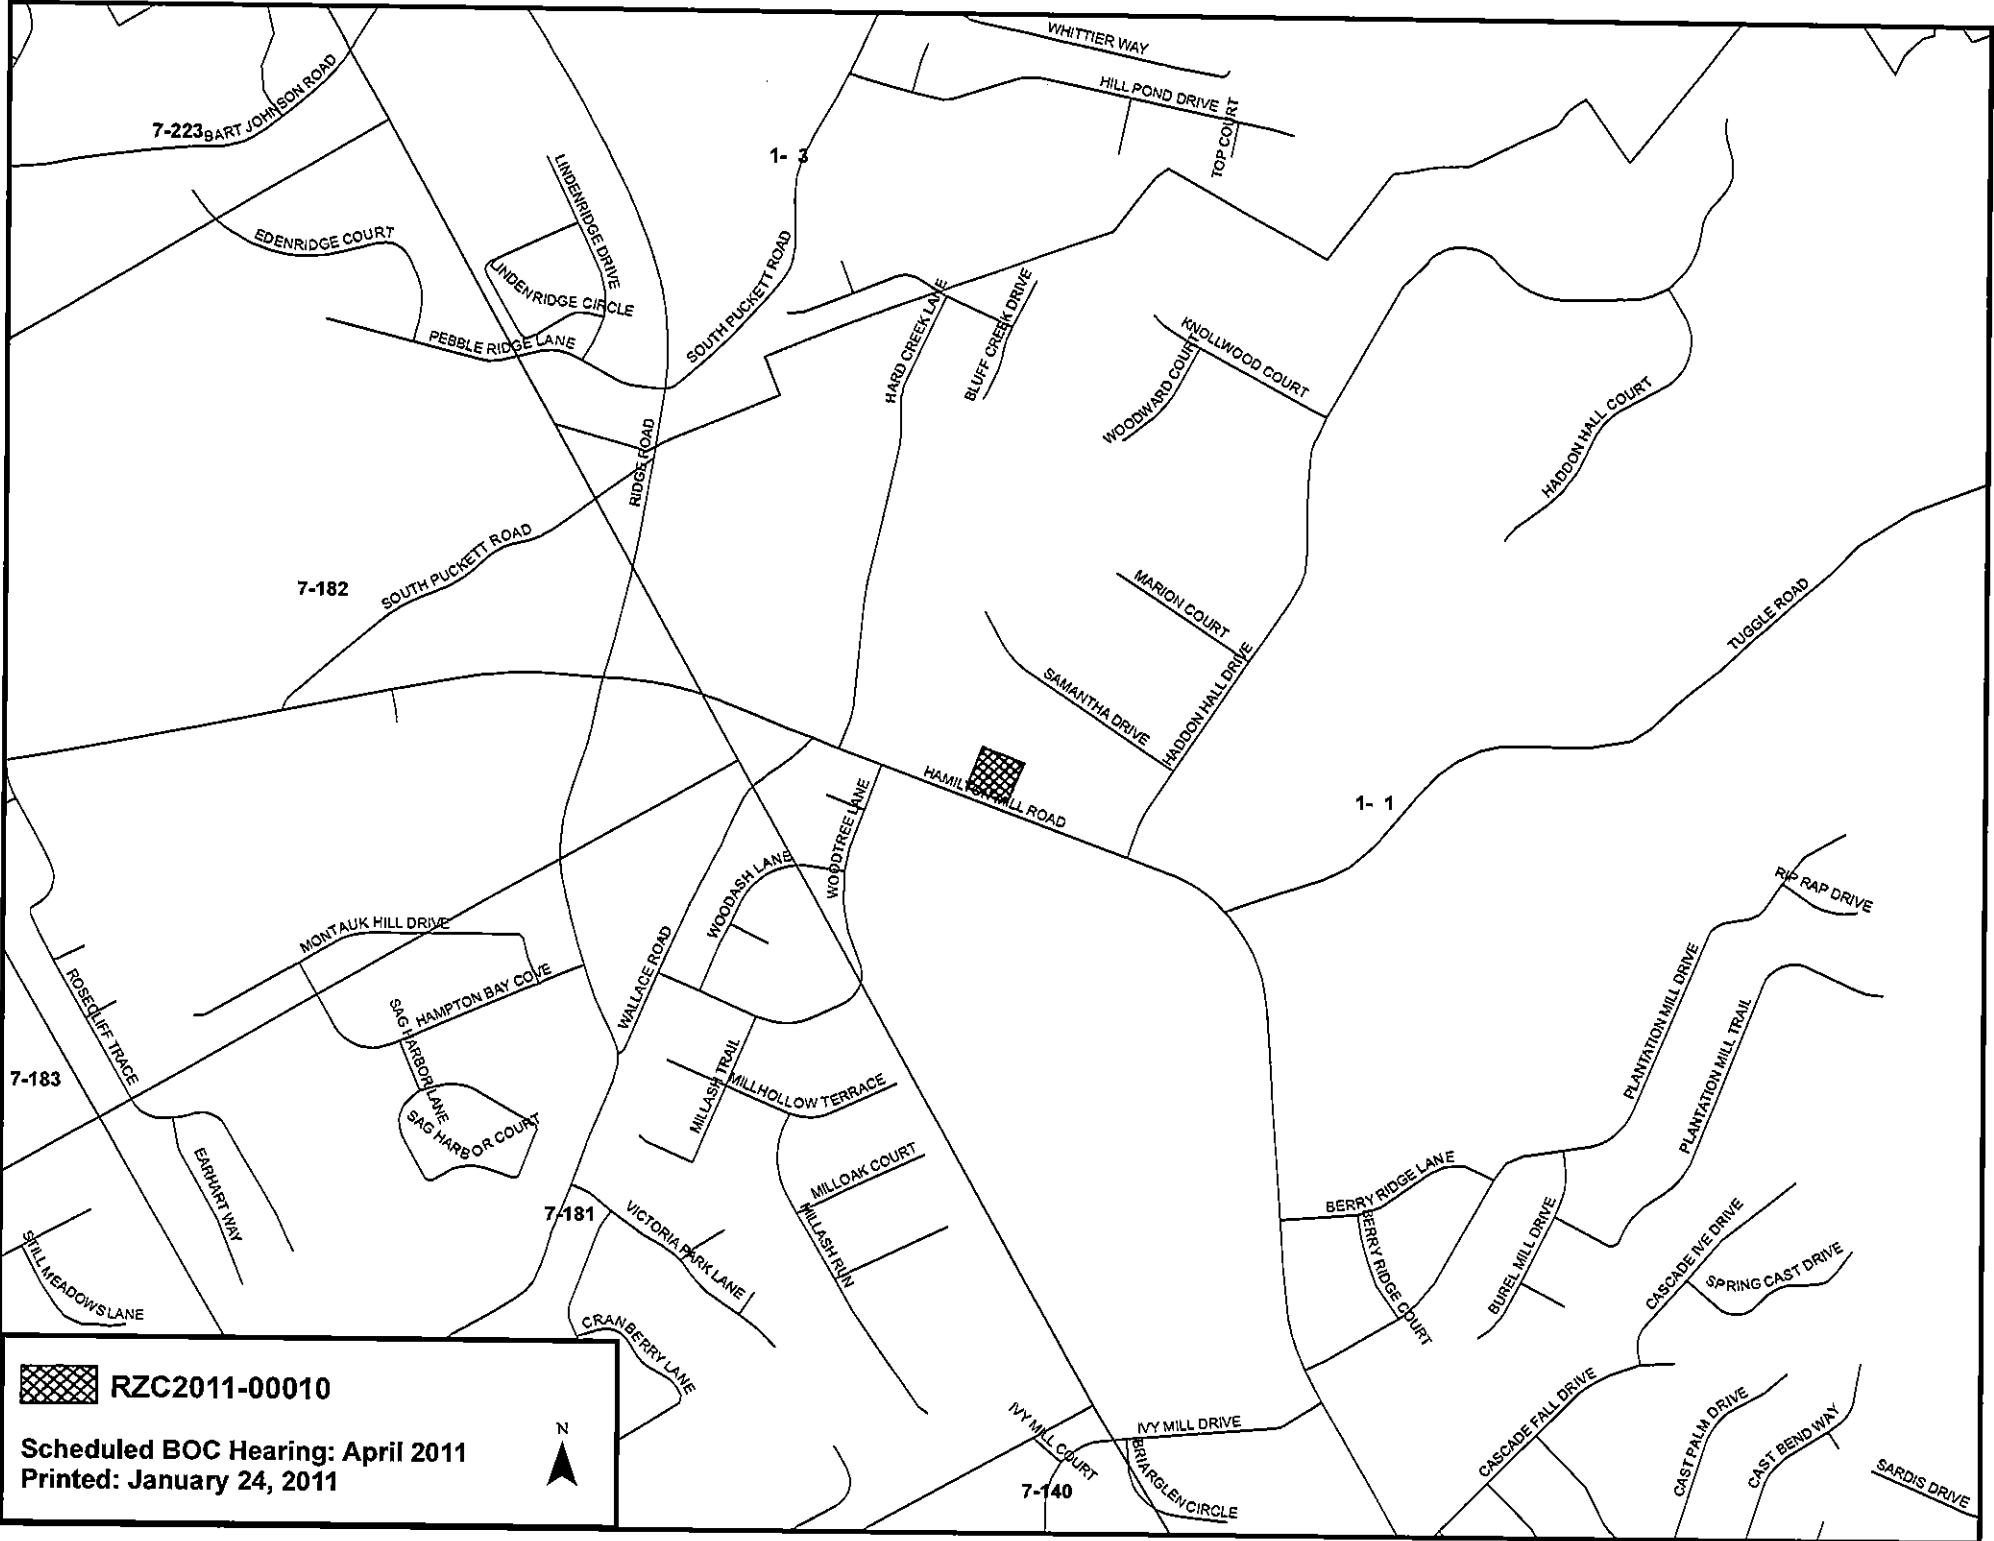 WHITTIER WAY
HILL POND DRIVE
TOP COURT
BART JOHNSON ROAD
7-223
1- 3
LINDENRIDGE DRIVE
EDENRIDGE COURT
LINDENRIDGE CIRCLE
PEBBLE RIDGE LANE
SOUTH PUCKETT ROAD
HARD CREEK LANE
BLUFF CREEK DRIVE
KNOLLWOOD COURT
WOODWARD COURT
HADDON HALL COURT
RIDGE ROAD
SOUTH PUCKETT ROAD
7-182
MARION COURT
TUGGLE ROAD
SAMANTHA DRIVE
HADDON HALL DRIVE
HAMILTON MILL ROAD
1- 1
WOODTREE LANE
WOODASH LANE
RIP RAP DRIVE
MONTAUK HILL DRIVE
WALLACE ROAD
HAMPTON BAY COVE
ROSECLIFF TRACE
SAG HARBOR LANE
PLANTATION MILL DRIVE
PLANTATION MILL TRAIL
7-183
MILLASH TRAIL
MILLHOLLOW TERRACE
SAG HARBOR COURT
EARHART WAY
MILLOAK COURT
BERRY RIDGE LANE
7-181
VICTORIA PARK LANE
MILLASH RUN
BERRY RIDGE COURT
BUREL MILL DRIVE
CASCADE IVE DRIVE
SPRING CAST DRIVE
STILL MEADOWS LANE
CRANBERRY LANE
IVY MILL COURT
IVY MILL DRIVE
BRIARGLEN CIRCLE
7-140
CASCADE FALL DRIVE
CAST PALM DRIVE
CAST BEND WAY
SARDIS DRIVE
RZC2011-00010
N
Scheduled BOC Hearing: April 2011
Printed: January 24, 2011